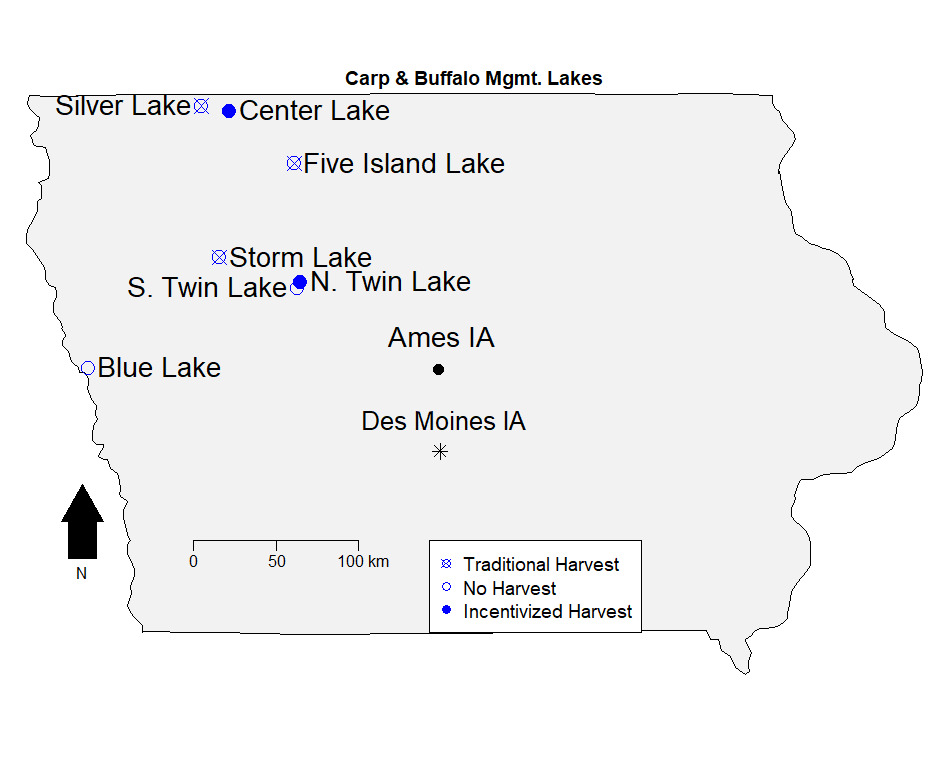 Carp & Buffalo Mgmt. Lakes
Silver Lake
Center Lake
Five Island Lake
Storm Lake
S. Twin Lake
N. Twin Lake
Ames IA
Blue Lake
Des Moines IA
N
0 50 100 km
Traditional Harvest
No Harvest
Incentivized Harvest